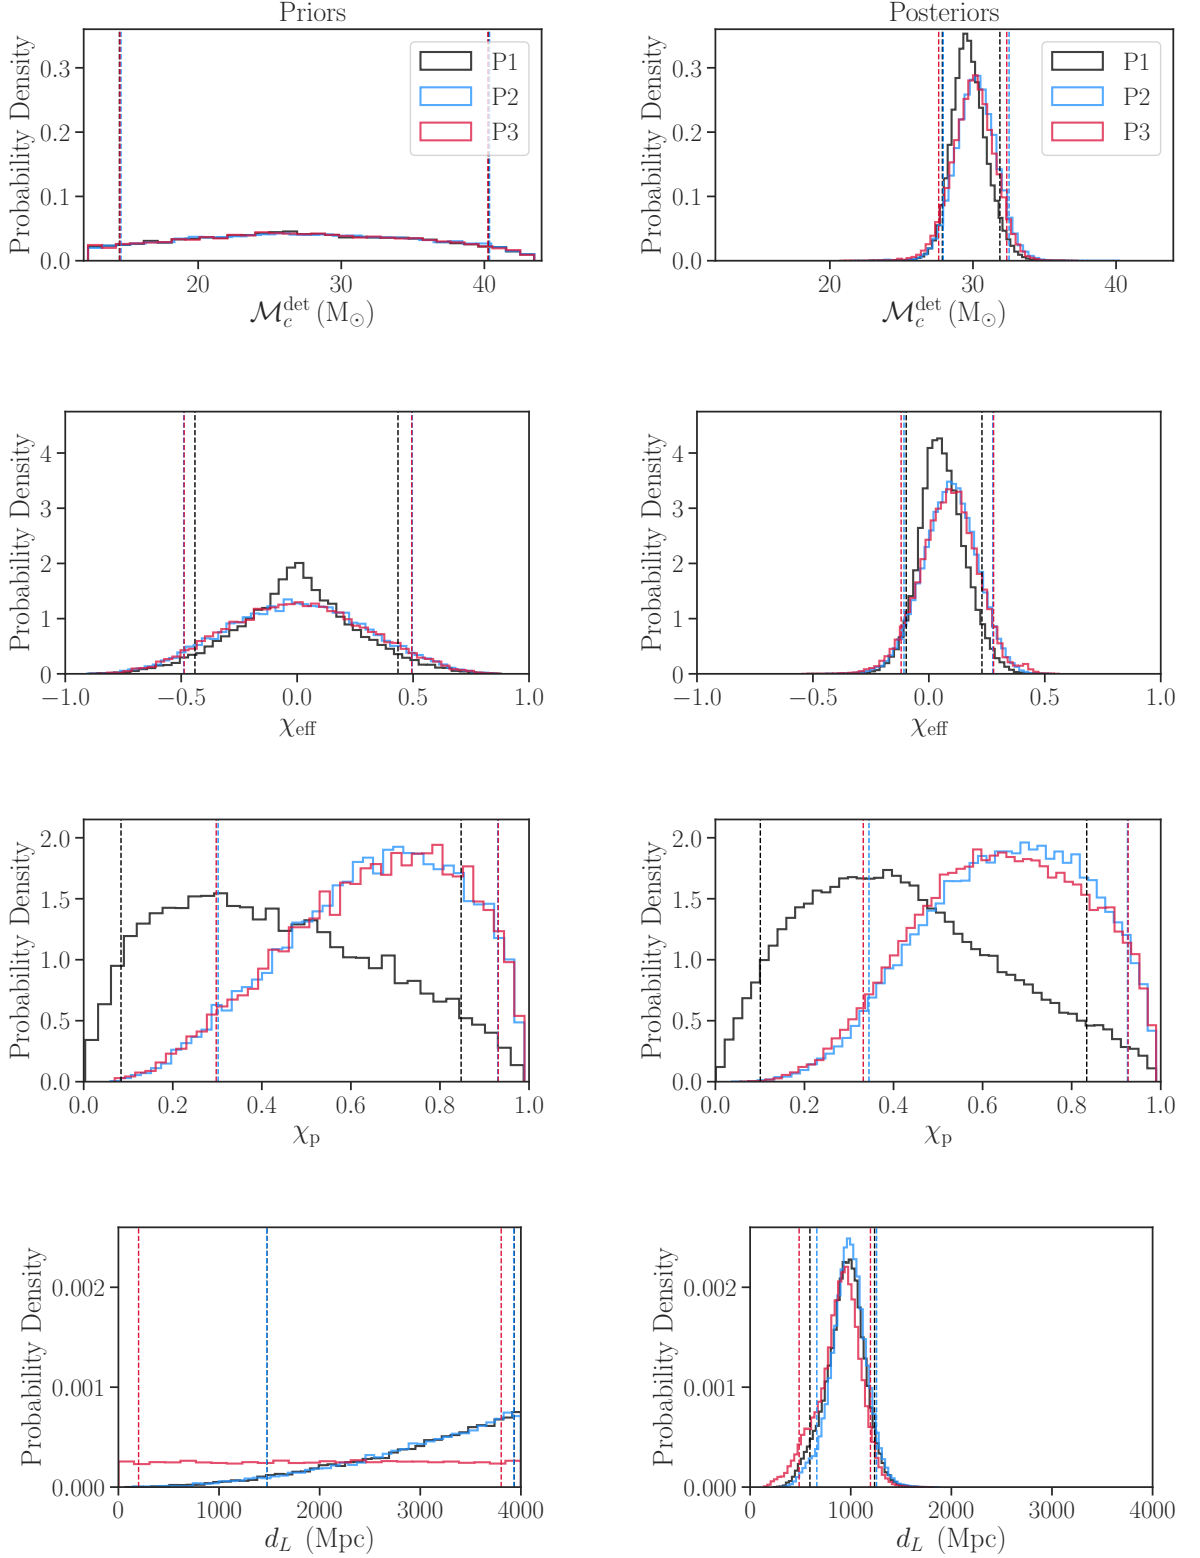 Priors
Probability Density
0.3
0.2
0.1
0.0
P1
P2
P3
20 30 40
ℳ_c^det (M_⊙)
Posteriors
Probability Density
0.3
0.2
0.1
0.0
P1
P2
P3
20 30 40
ℳ_c^det (M_⊙)
Probability Density
4
3
2
1
0
−1.0 −0.5 0.0 0.5 1.0
χ_eff
Probability Density
4
3
2
1
0
−1.0 −0.5 0.0 0.5 1.0
χ_eff
Probability Density
2.0
1.5
1.0
0.5
0.0
0.0 0.2 0.4 0.6 0.8 1.0
χ_p
Probability Density
2.0
1.5
1.0
0.5
0.0
0.0 0.2 0.4 0.6 0.8 1.0
χ_p
Probability Density
0.002
0.001
0.000
0 1000 2000 3000 4000
d_L (Mpc)
Probability Density
0.002
0.001
0.000
0 1000 2000 3000 4000
d_L (Mpc)